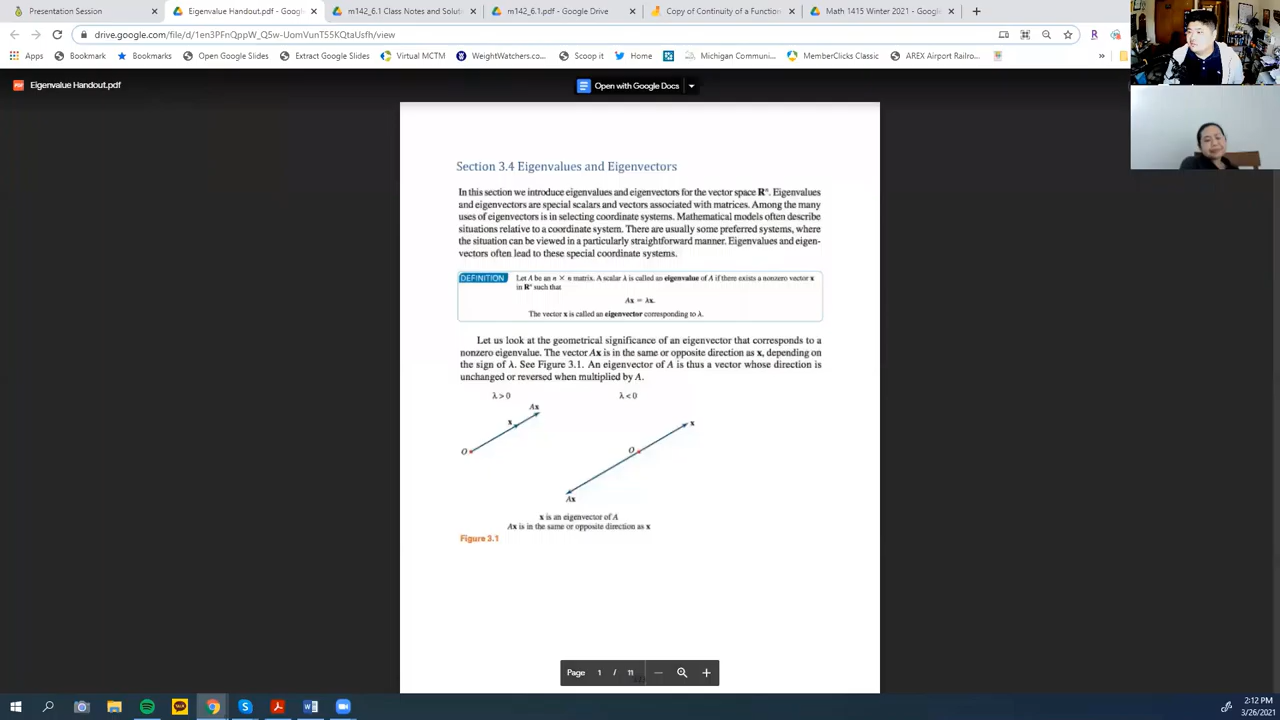 Presentation Session
Eigenvalue Handout.pdf - Google
m142_6.1 Class Notes and Solut
m142_6.1.pdf - Google Drive
Copy of Continuity of a Function
Math 1415 Winter 2021 - Google
drive.google.com/file/d/1en3PFnQppW_Q5w-UomVunT55KQtaUsfh/view
Apps
Bookmark
Bookmarks
Open Google Slides
Extract Google Slides
Virtual MCTM
WeightWatchers.co...
Scoop it
Home
Michigan Communi...
MemberClicks Classic
AREX Airport Railro...
Eigenvalue Handout.pdf
Open with Google Docs
Section 3.4 Eigenvalues and Eigenvectors
In this section we introduce eigenvalues and eigenvectors for the vector space Rⁿ. Eigenvalues
and eigenvectors are special scalars and vectors associated with matrices. Among the many
uses of eigenvectors is in selecting coordinate systems. Mathematical models often describe
situations relative to a coordinate system. There are usually some preferred systems, where
the situation can be viewed in a particularly straightforward manner. Eigenvalues and eigen-
vectors often lead to these special coordinate systems.
DEFINITION Let A be an n × n matrix. A scalar λ is called an eigenvalue of A if there exists a nonzero vector x
in Rⁿ such that
Ax = λx.
The vector x is called an eigenvector corresponding to λ.
Let us look at the geometrical significance of an eigenvector that corresponds to a
nonzero eigenvalue. The vector Ax is in the same or opposite direction as x, depending on
the sign of λ. See Figure 3.1. An eigenvector of A is thus a vector whose direction is
unchanged or reversed when multiplied by A.
λ > 0
λ < 0
Ax
x
O
x
O
Ax
x is an eigenvector of A
Ax is in the same or opposite direction as x
Figure 3.1
Page 1 / 11
2:12 PM
3/26/2021